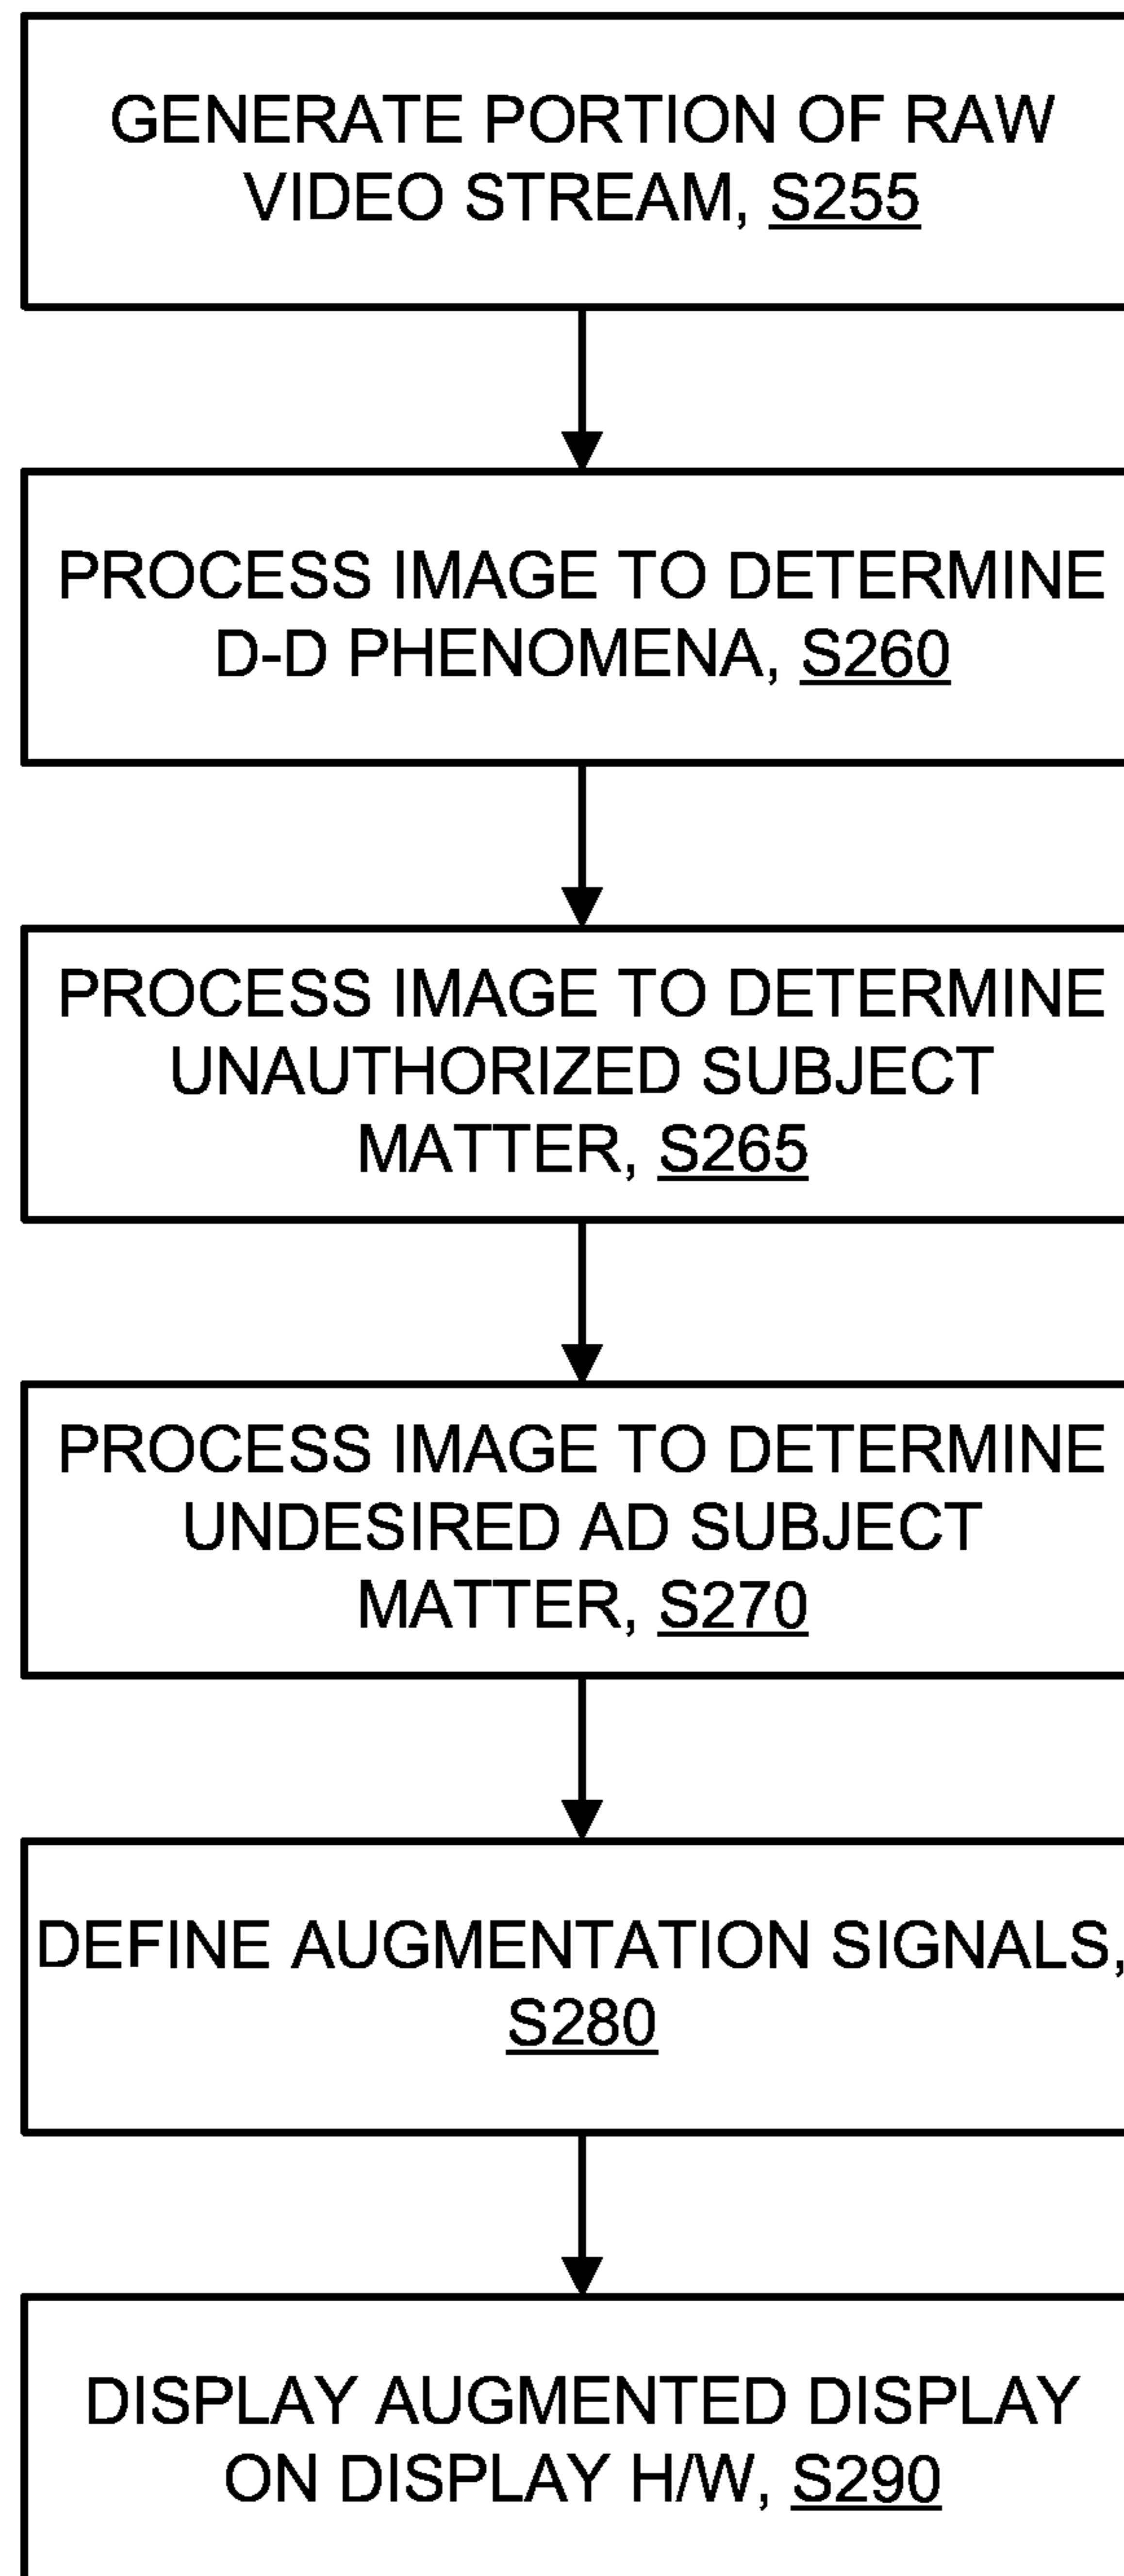 GENERATE PORTION OF RAW
VIDEO STREAM, S255
PROCESS IMAGE TO DETERMINE
D-D PHENOMENA, S260
PROCESS IMAGE TO DETERMINE
UNAUTHORIZED SUBJECT
MATTER, S265
PROCESS IMAGE TO DETERMINE
UNDESIRED AD SUBJECT
MATTER, S270
DEFINE AUGMENTATION SIGNALS,
S280
DISPLAY AUGMENTED DISPLAY
ON DISPLAY H/W, S290